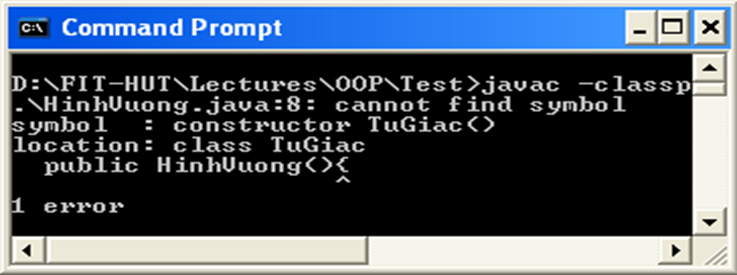 C:\ Command Prompt
D:\FIT-HUT\Lectures\OOP\Test>javac -classp
.\HinhVuong.java:8: cannot find symbol
symbol  : constructor TuGiac()
location: class TuGiac
  public HinhVuong(){
                    ^
1 error